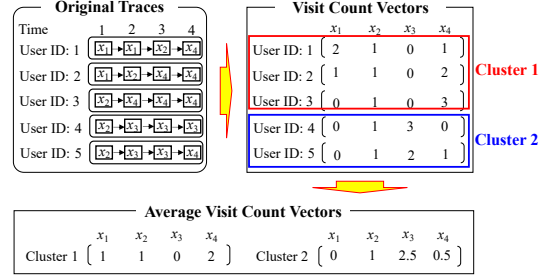 Original Traces
Time 1 2 3 4
User ID: 1 x1 x1 x2 x4
User ID: 2 x2 x1 x4 x4
User ID: 3 x2 x4 x4 x4
User ID: 4 x2 x3 x3 x3
User ID: 5 x2 x3 x3 x4
Visit Count Vectors
x1 x2 x3 x4
User ID: 1 ( 2 1 0 1 )
User ID: 2 ( 1 1 0 2 )
User ID: 3 ( 0 1 0 3 )
Cluster 1
User ID: 4 ( 0 1 3 0 )
User ID: 5 ( 0 1 2 1 )
Cluster 2
Average Visit Count Vectors
x1 x2 x3 x4 x1 x2 x3 x4
Cluster 1 ( 1 1 0 2 ) Cluster 2 ( 0 1 2.5 0.5 )